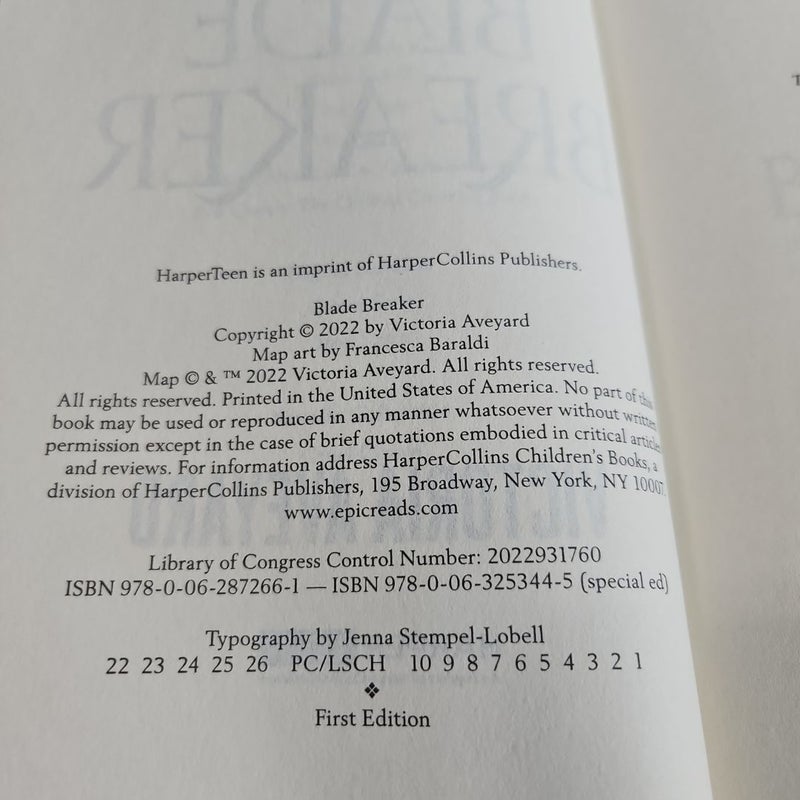 HarperTeen is an imprint of HarperCollins Publishers.
Blade Breaker
Copyright © 2022 by Victoria Aveyard
Map art by Francesca Baraldi
Map © & ™ 2022 Victoria Aveyard. All rights reserved.
All rights reserved. Printed in the United States of America. No part of this
book may be used or reproduced in any manner whatsoever without written
permission except in the case of brief quotations embodied in critical articles
and reviews. For information address HarperCollins Children's Books, a
division of HarperCollins Publishers, 195 Broadway, New York, NY 10007.
www.epicreads.com
Library of Congress Control Number: 2022931760
ISBN 978-0-06-287266-1 — ISBN 978-0-06-325344-5 (special ed)
Typography by Jenna Stempel-Lobell
22 23 24 25 26 PC/LSCH 10 9 8 7 6 5 4 3 2 1
❖
First Edition
BLADE
BREAKER
VICTORIA AVEYARD